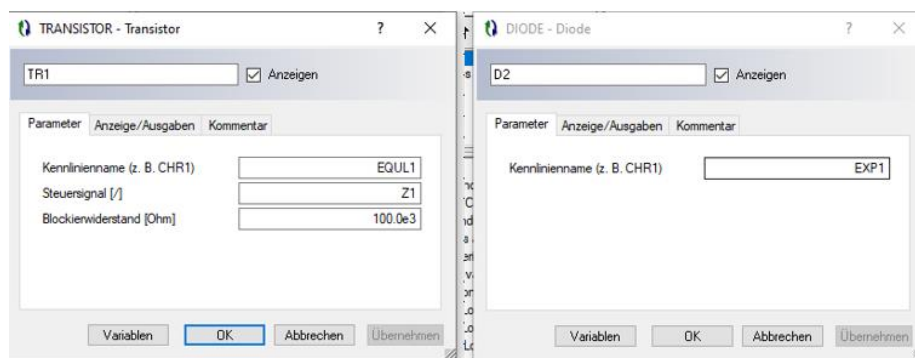 TRANSISTOR - Transistor
TR1
Anzeigen
Parameter Anzeige/Ausgaben Kommentar
Kennlinienname (z. B. CHR1) EQUL1
Steuersignal [/] Z1
Blockierwiderstand [Ohm] 100.0e3
Variablen OK Abbrechen Übernehmen
DIODE - Diode
D2
Anzeigen
Parameter Anzeige/Ausgaben Kommentar
Kennlinienname (z. B. CHR1) EXP1
Variablen OK Abbrechen Übernehmen